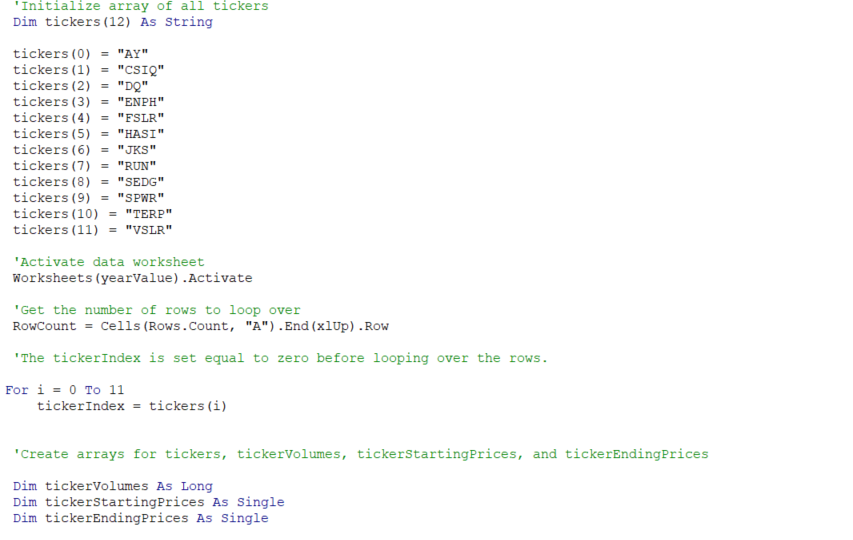 'Initialize array of all tickers
Dim tickers(12) As String
tickers(0) = "AY"
tickers(1) = "CSIQ"
tickers(2) = "DQ"
tickers(3) = "ENPH"
tickers(4) = "FSLR"
tickers(5) = "HASI"
tickers(6) = "JKS"
tickers(7) = "RUN"
tickers(8) = "SEDG"
tickers(9) = "SPWR"
tickers(10) = "TERP"
tickers(11) = "VSLR"
'Activate data worksheet
Worksheets(yearValue).Activate
'Get the number of rows to loop over
RowCount = Cells(Rows.Count, "A").End(xlUp).Row
'The tickerIndex is set equal to zero before looping over the rows.
For i = 0 To 11
tickerIndex = tickers(i)
'Create arrays for tickers, tickerVolumes, tickerStartingPrices, and tickerEndingPrices
Dim tickerVolumes As Long
Dim tickerStartingPrices As Single
Dim tickerEndingPrices As Single